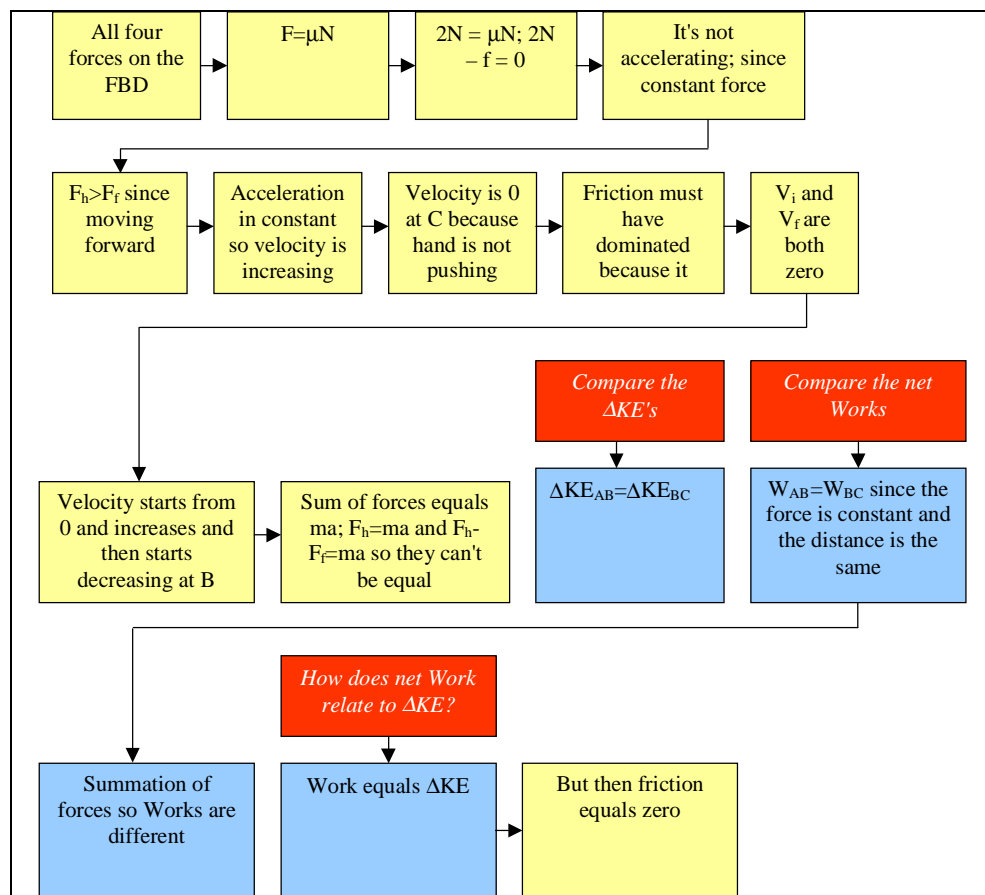 All four
forces on the
FBD
F=μN
2N = μN; 2N
– f = 0
It's not
accelerating; since
constant force
Fh>Ff since
moving
forward
Acceleration
in constant
so velocity is
increasing
Velocity is 0
at C because
hand is not
pushing
Friction must
have
dominated
because it
Vi and
Vf are
both
zero
Compare the
ΔKE's
Compare the net
Works
Velocity starts from
0 and increases and
then starts
decreasing at B
Sum of forces equals
ma; Fh=ma and Fh-
Ff=ma so they can't
be equal
ΔKEAB=ΔKEBC
WAB=WBC since the
force is constant and
the distance is the
same
How does net Work
relate to ΔKE?
Summation of
forces so Works are
different
Work equals ΔKE
But then friction
equals zero